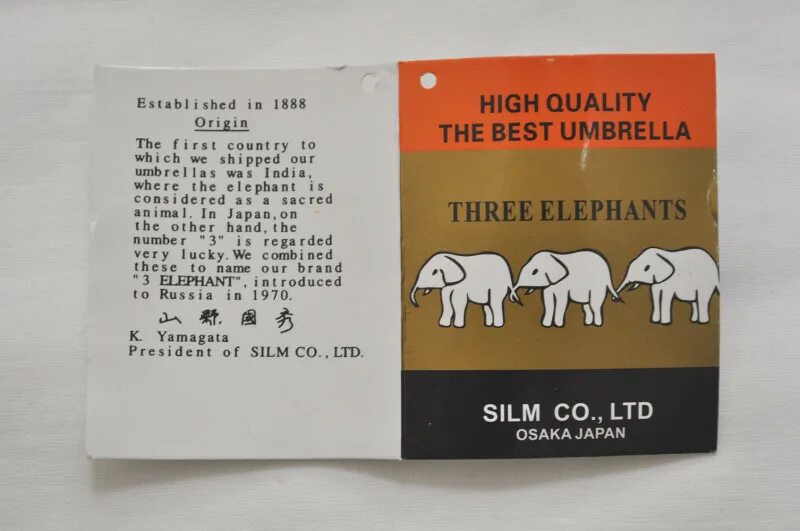 Established in 1888
Origin
The first country to
which we shipped our
umbrellas was India,
where the elephant is
considered as a sacred
animal. In Japan, on
the other hand, the
number "3" is regarded
very lucky. We combined
these to name our brand
"3 ELEPHANT", introduced
to Russia in 1970.
山縣國彦
K. Yamagata
President of SILM CO., LTD.
HIGH QUALITY
THE BEST UMBRELLA
THREE ELEPHANTS
SILM CO., LTD
OSAKA JAPAN